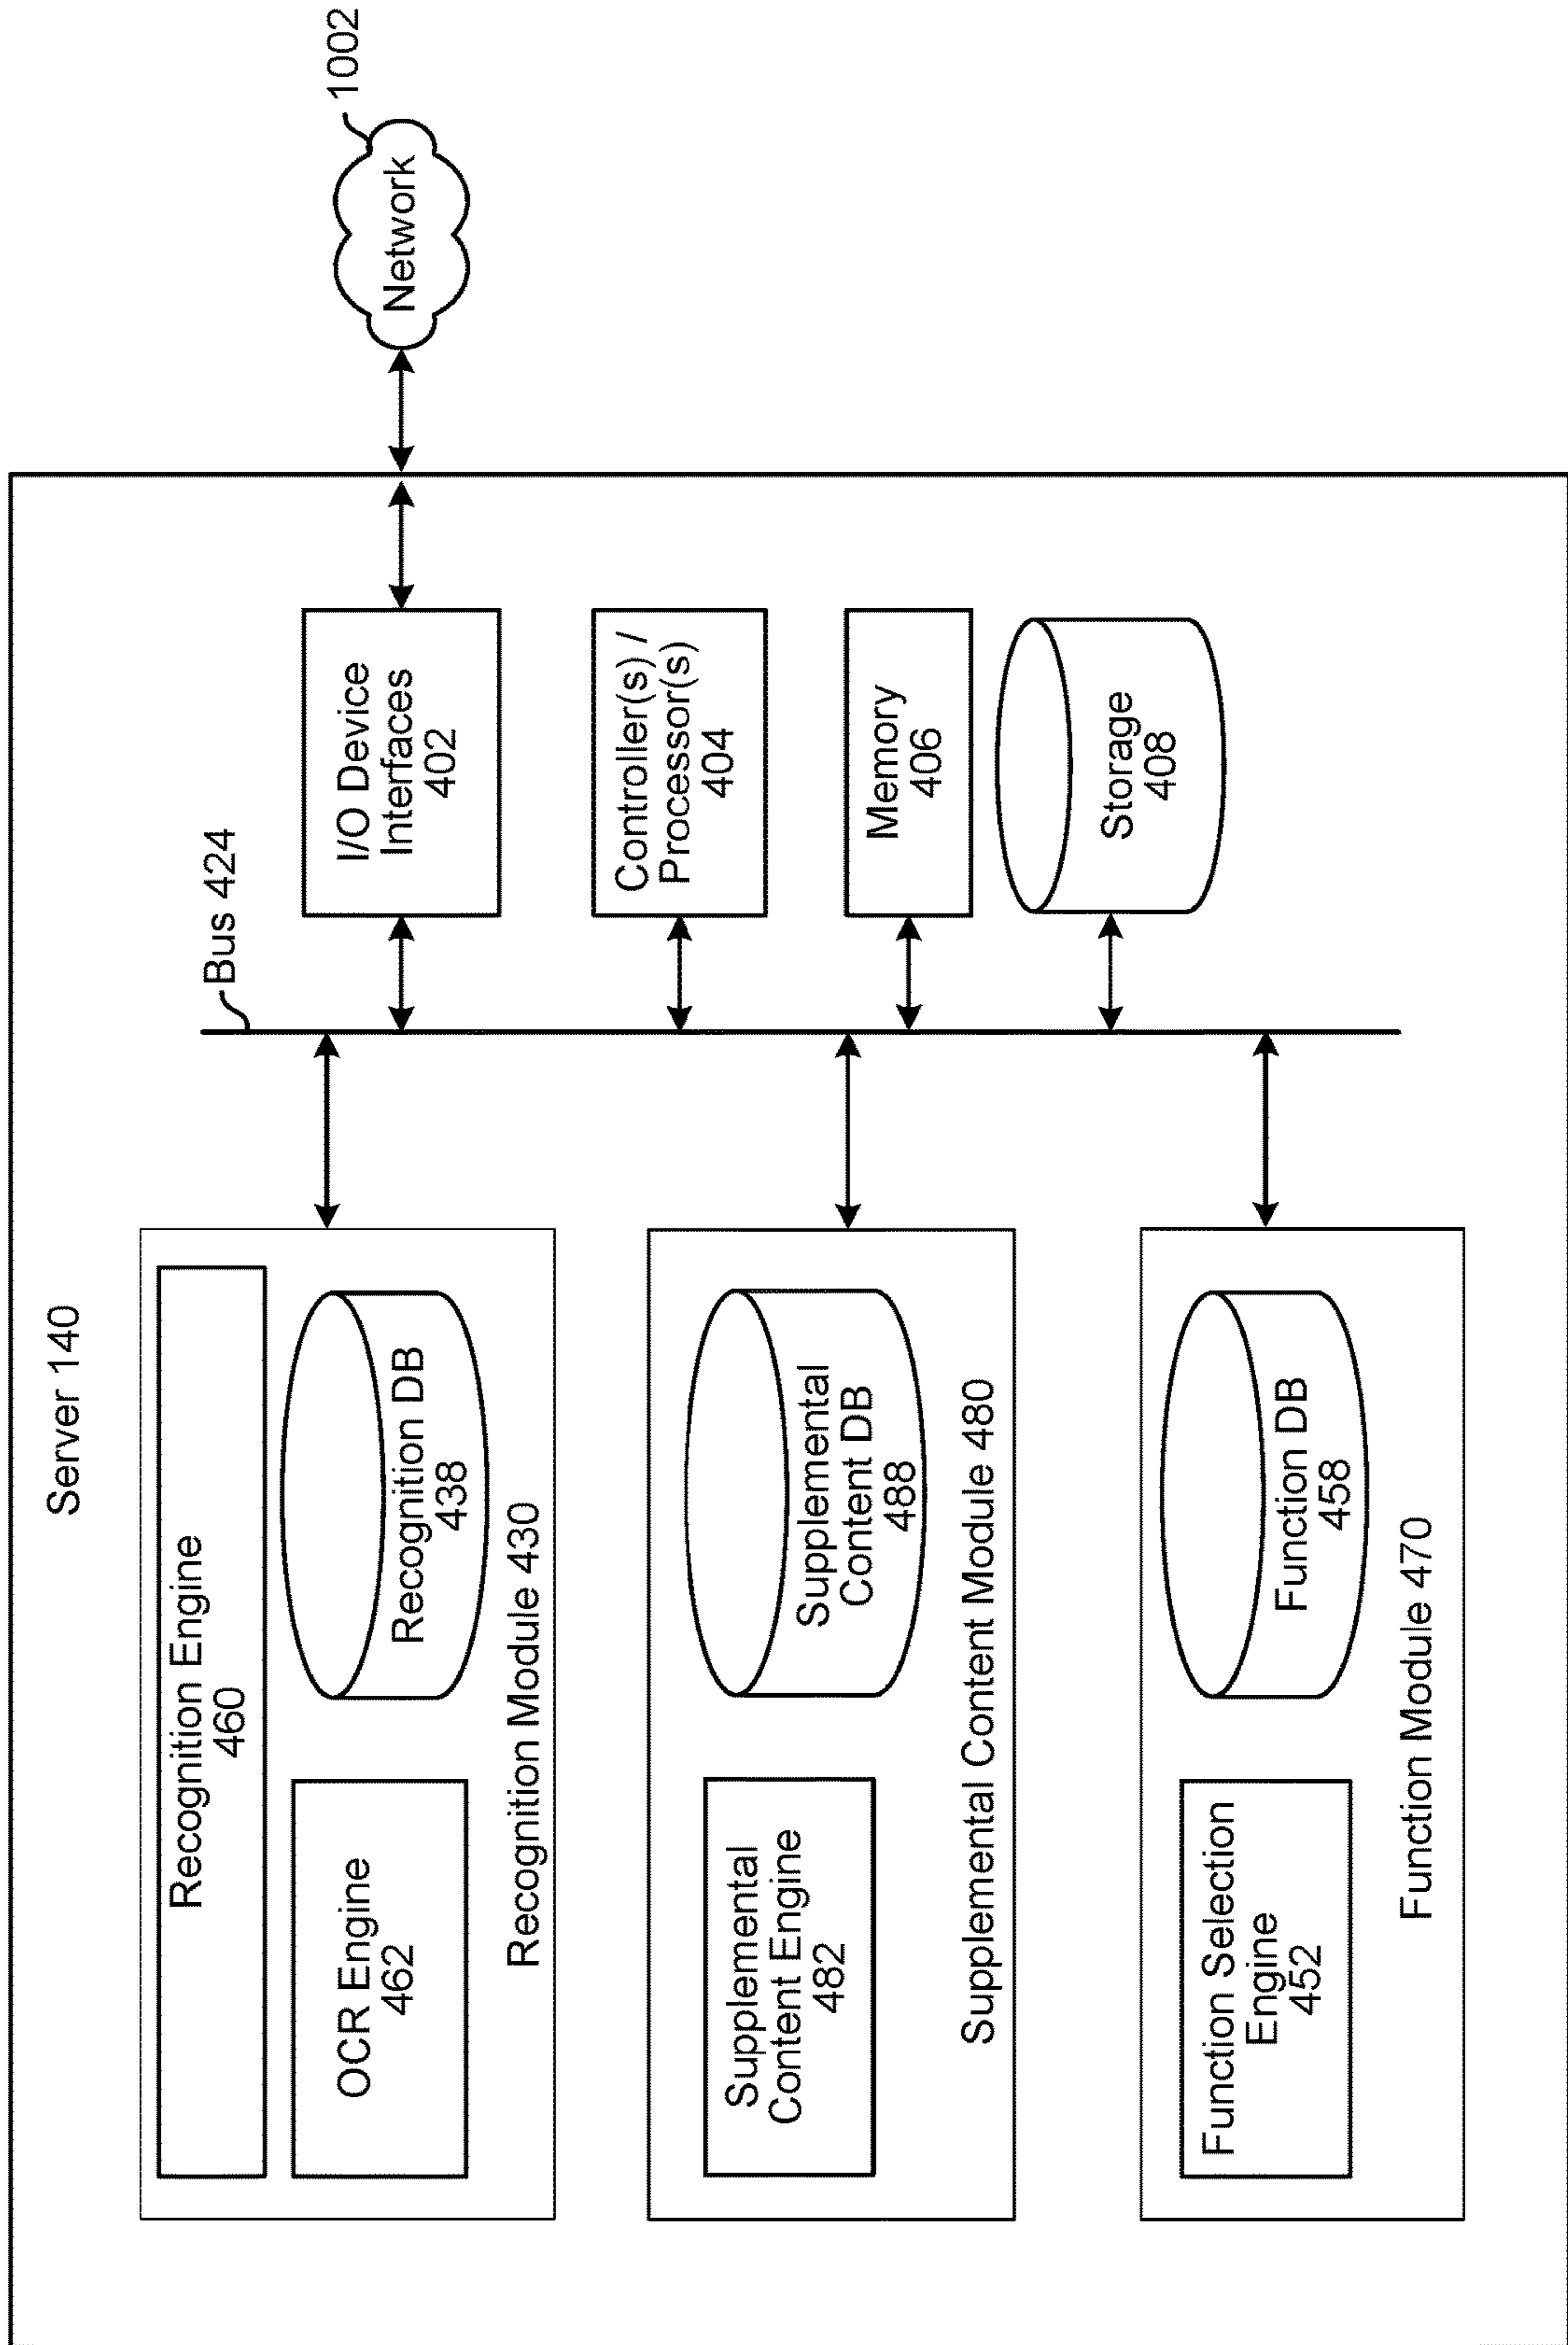 Server 140
Recognition Engine
460
OCR Engine
462
Recognition DB
438
Recognition Module 430
Supplemental
Content Engine
482
Supplemental
Content DB
488
Supplemental Content Module 480
Function Selection
Engine
452
Function DB
458
Function Module 470
Bus 424
I/O Device
Interfaces
402
Controller(s) /
Processor(s)
404
Memory
406
Storage
408
Network
1002